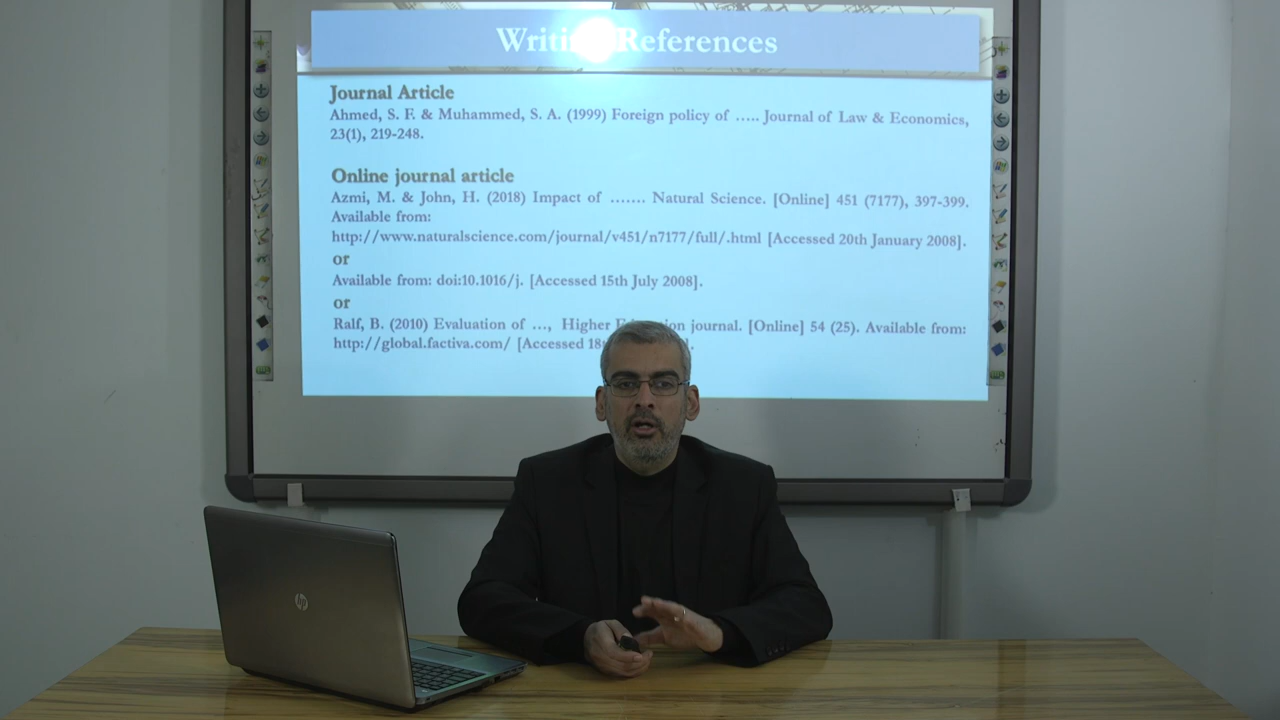 Writing References
Journal Article
Ahmed, S. F. & Muhammed, S. A. (1999) Foreign policy of ….. Journal of Law & Economics,
23(1), 219-248.
Online journal article
Azmi, M. & John, H. (2018) Impact of ……. Natural Science. [Online] 451 (7177), 397-399.
Available from:
http://www.naturalscience.com/journal/v451/n7177/full/.html [Accessed 20th January 2008].
or
Available from: doi:10.1016/j. [Accessed 15th July 2008].
or
Ralf, B. (2010) Evaluation of …, Higher journal. [Online] 54 (25). Available from:
http://global.factiva.com/ [Accessed
hp